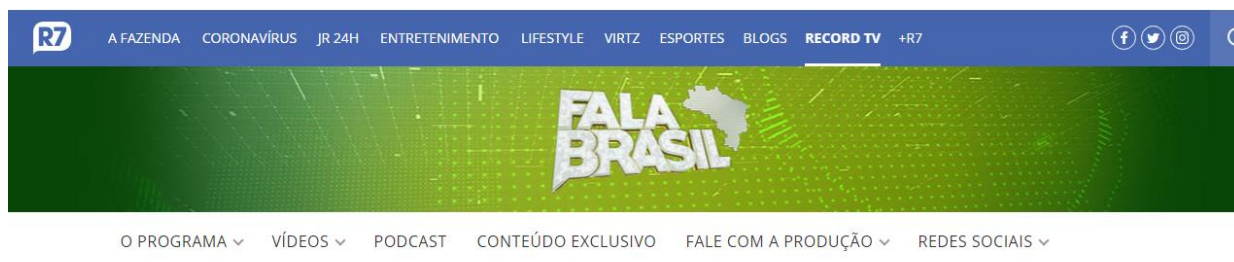 R7 A FAZENDA CORONAVÍRUS JR 24H ENTRETENIMENTO LIFESTYLE VIRTZ ESPORTES BLOGS RECORD TV +R7
FALA
BRASIL
O PROGRAMA VÍDEOS PODCAST CONTEÚDO EXCLUSIVO FALE COM A PRODUÇÃO REDES SOCIAIS